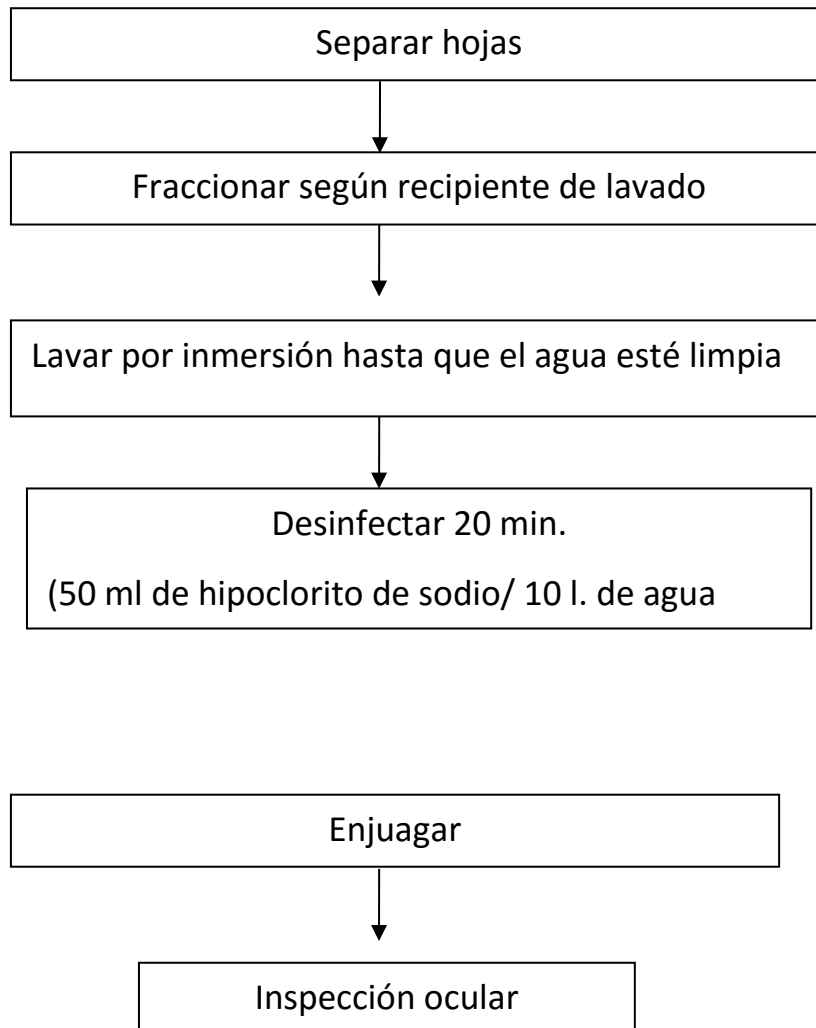 Separar hojas
Fraccionar según recipiente de lavado
Lavar por inmersión hasta que el agua esté limpia
Desinfectar 20 min.
(50 ml de hipoclorito de sodio/ 10 l. de agua
Enjuagar
Inspección ocular